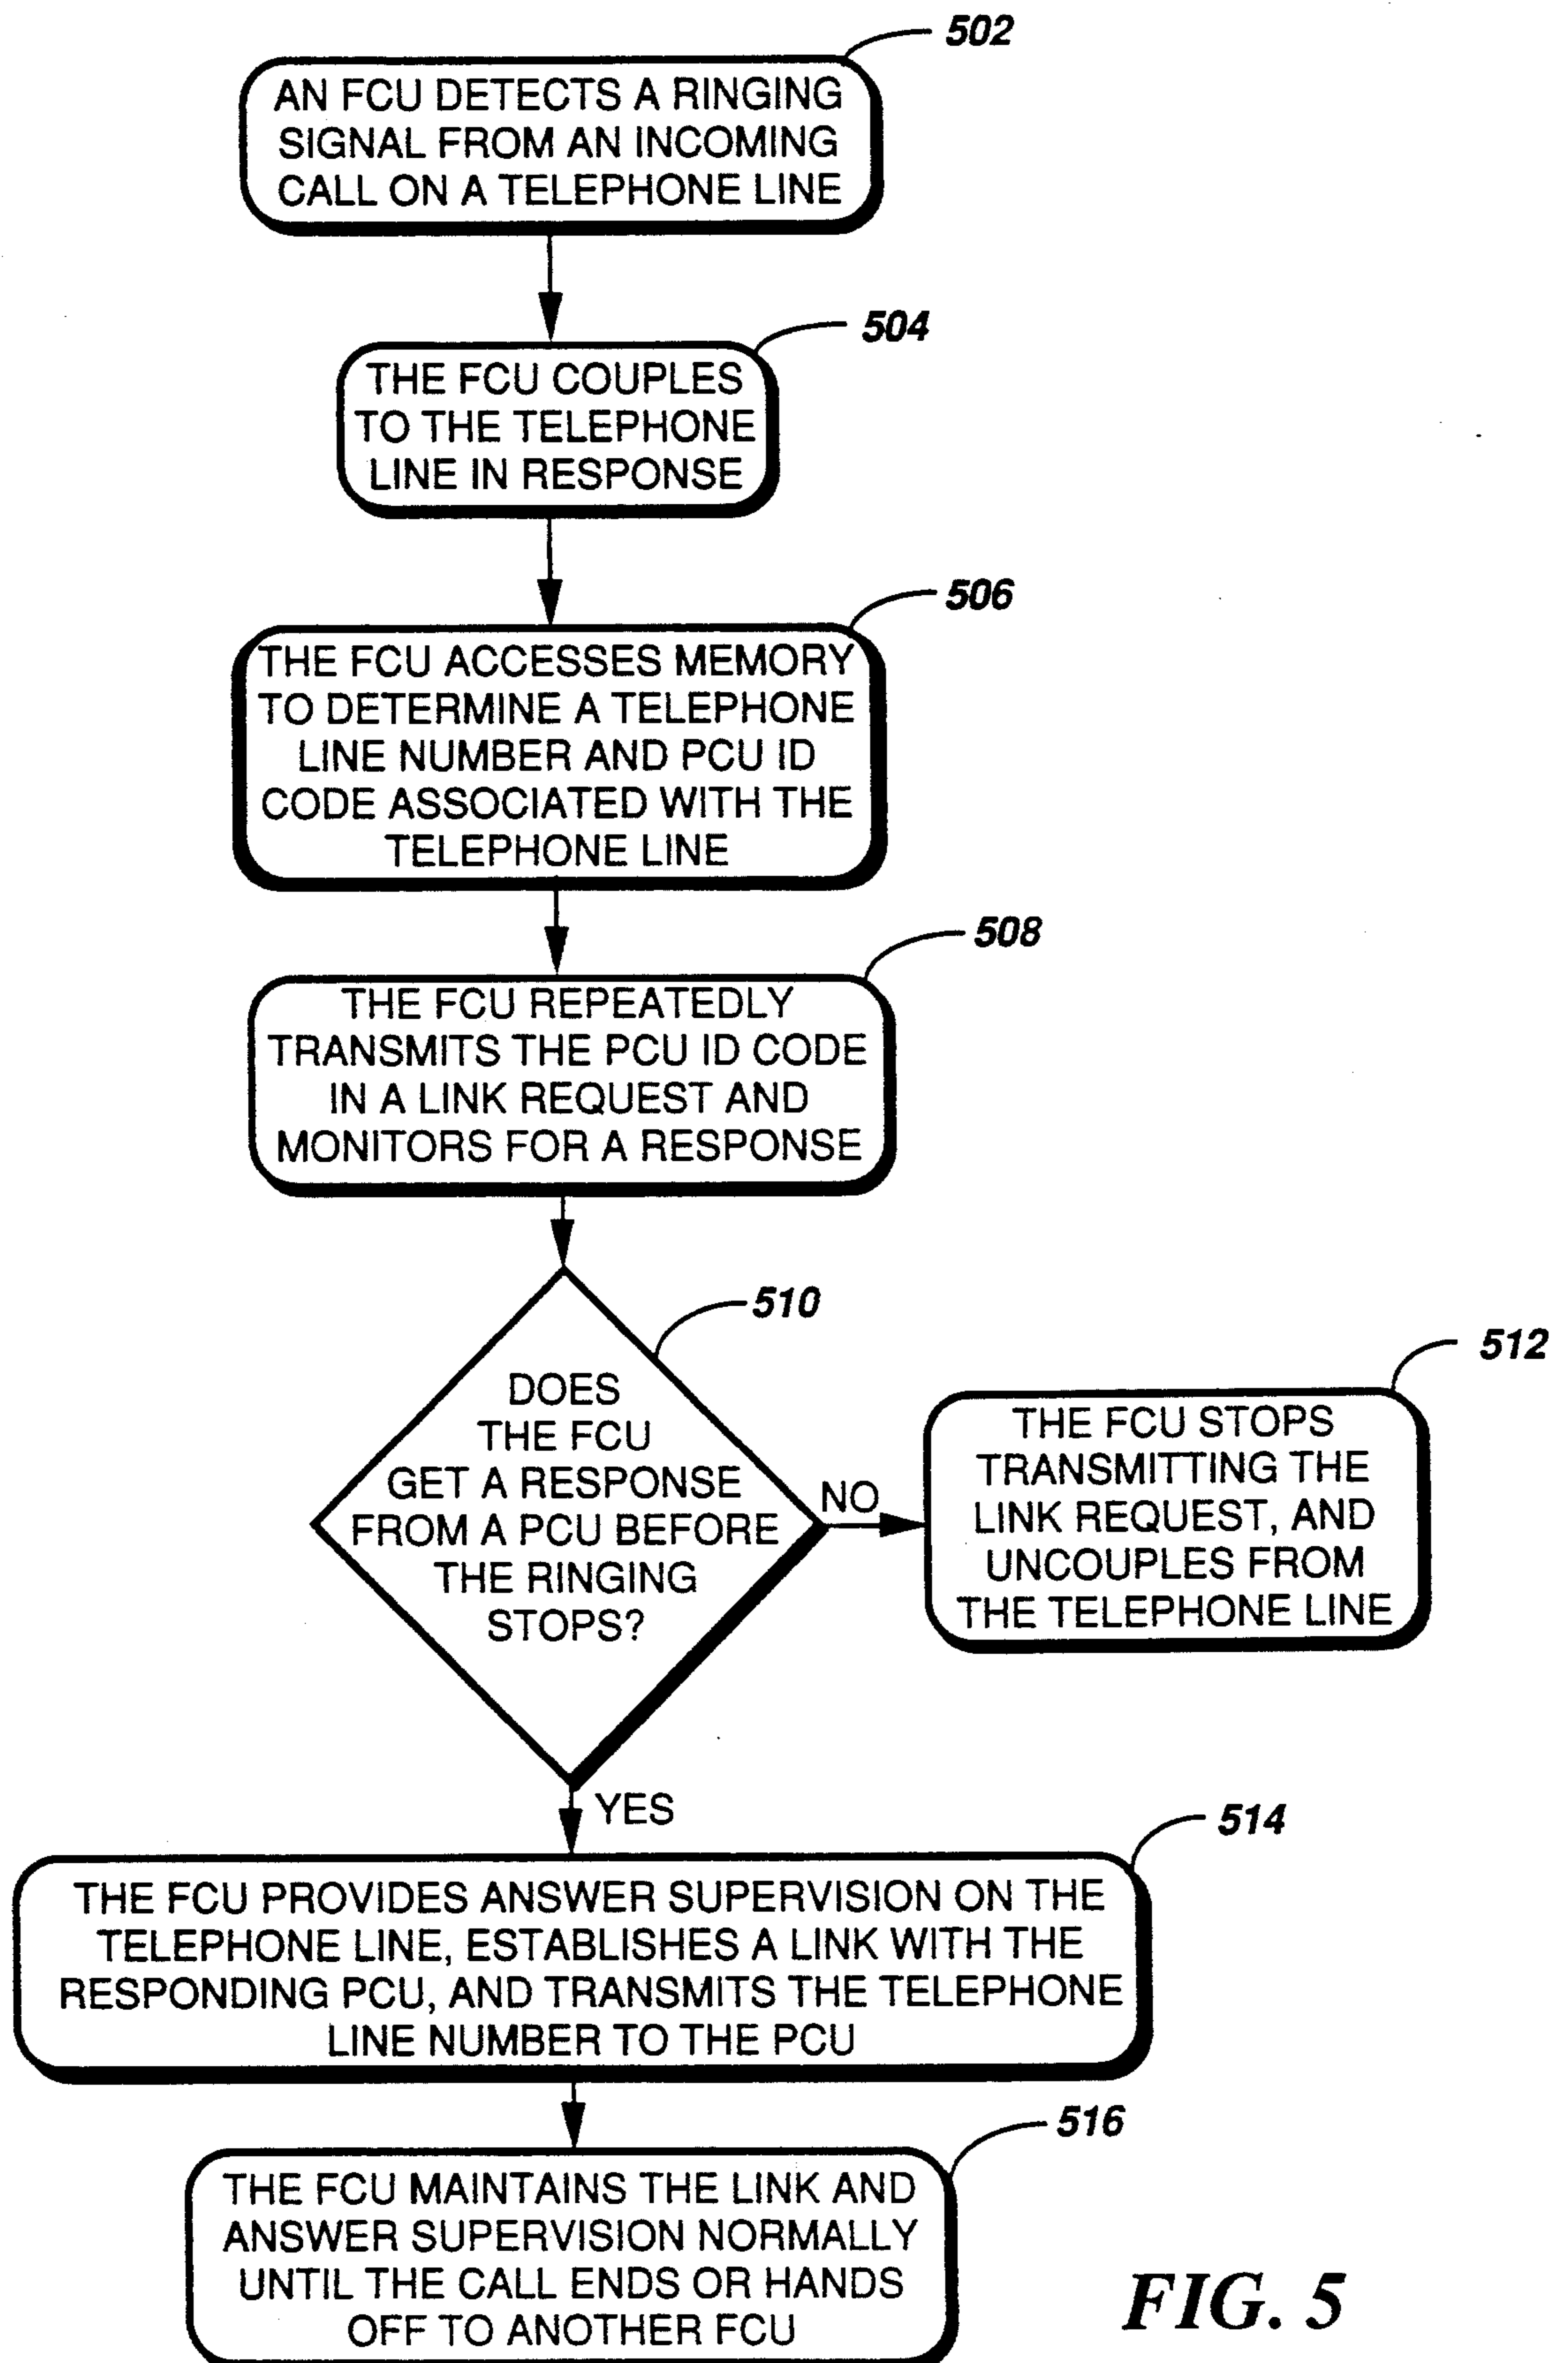 502
AN FCU DETECTS A RINGING
SIGNAL FROM AN INCOMING
CALL ON A TELEPHONE LINE
504
THE FCU COUPLES
TO THE TELEPHONE
LINE IN RESPONSE
506
THE FCU ACCESSES MEMORY
TO DETERMINE A TELEPHONE
LINE NUMBER AND PCU ID
CODE ASSOCIATED WITH THE
TELEPHONE LINE
508
THE FCU REPEATEDLY
TRANSMITS THE PCU ID CODE
IN A LINK REQUEST AND
MONITORS FOR A RESPONSE
510
DOES
THE FCU
GET A RESPONSE
FROM A PCU BEFORE
THE RINGING
STOPS?
NO
512
THE FCU STOPS
TRANSMITTING THE
LINK REQUEST, AND
UNCOUPLES FROM
THE TELEPHONE LINE
YES
514
THE FCU PROVIDES ANSWER SUPERVISION ON THE
TELEPHONE LINE, ESTABLISHES A LINK WITH THE
RESPONDING PCU, AND TRANSMITS THE TELEPHONE
LINE NUMBER TO THE PCU
516
THE FCU MAINTAINS THE LINK AND
ANSWER SUPERVISION NORMALLY
UNTIL THE CALL ENDS OR HANDS
OFF TO ANOTHER FCU
FIG. 5